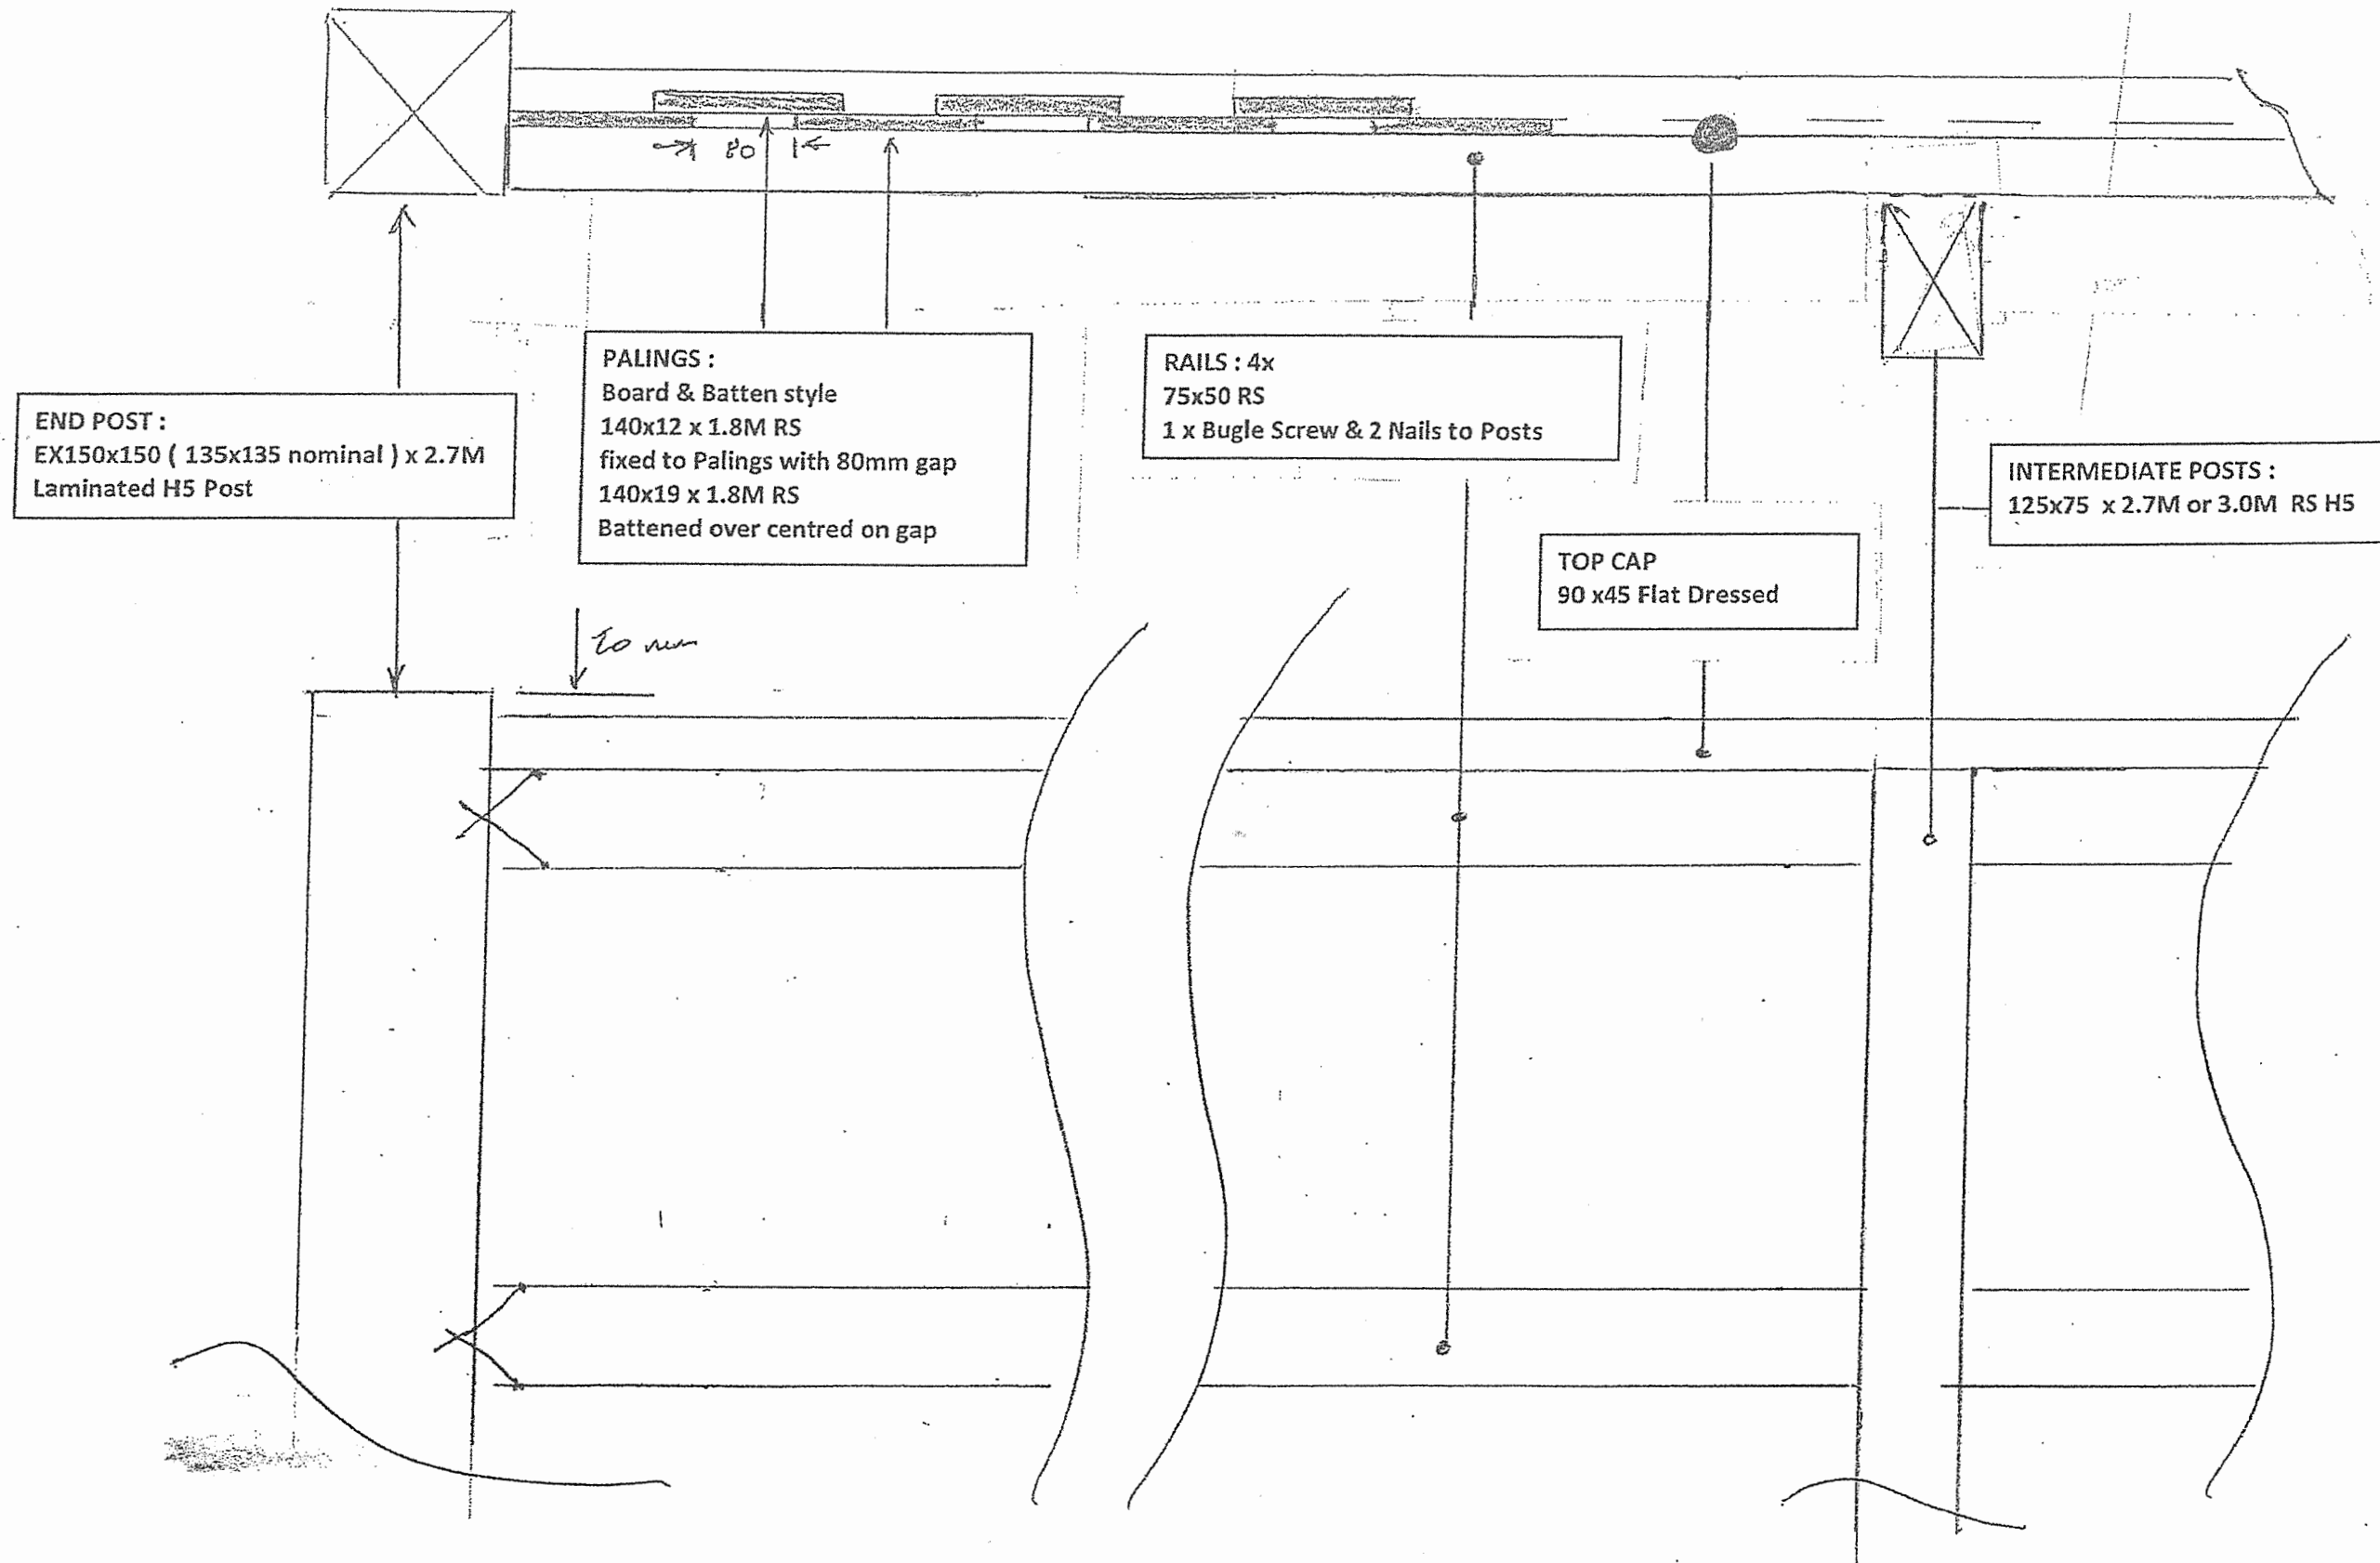 80
END POST :
EX150x150 ( 135x135 nominal ) x 2.7M
Laminated H5 Post
PALINGS :
Board & Batten style
140x12 x 1.8M RS
fixed to Palings with 80mm gap
140x19 x 1.8M RS
Battened over centred on gap
RAILS : 4x
75x50 RS
1 x Bugle Screw & 2 Nails to Posts
INTERMEDIATE POSTS :
125x75 x 2.7M or 3.0M RS H5
TOP CAP
90 x45 Flat Dressed